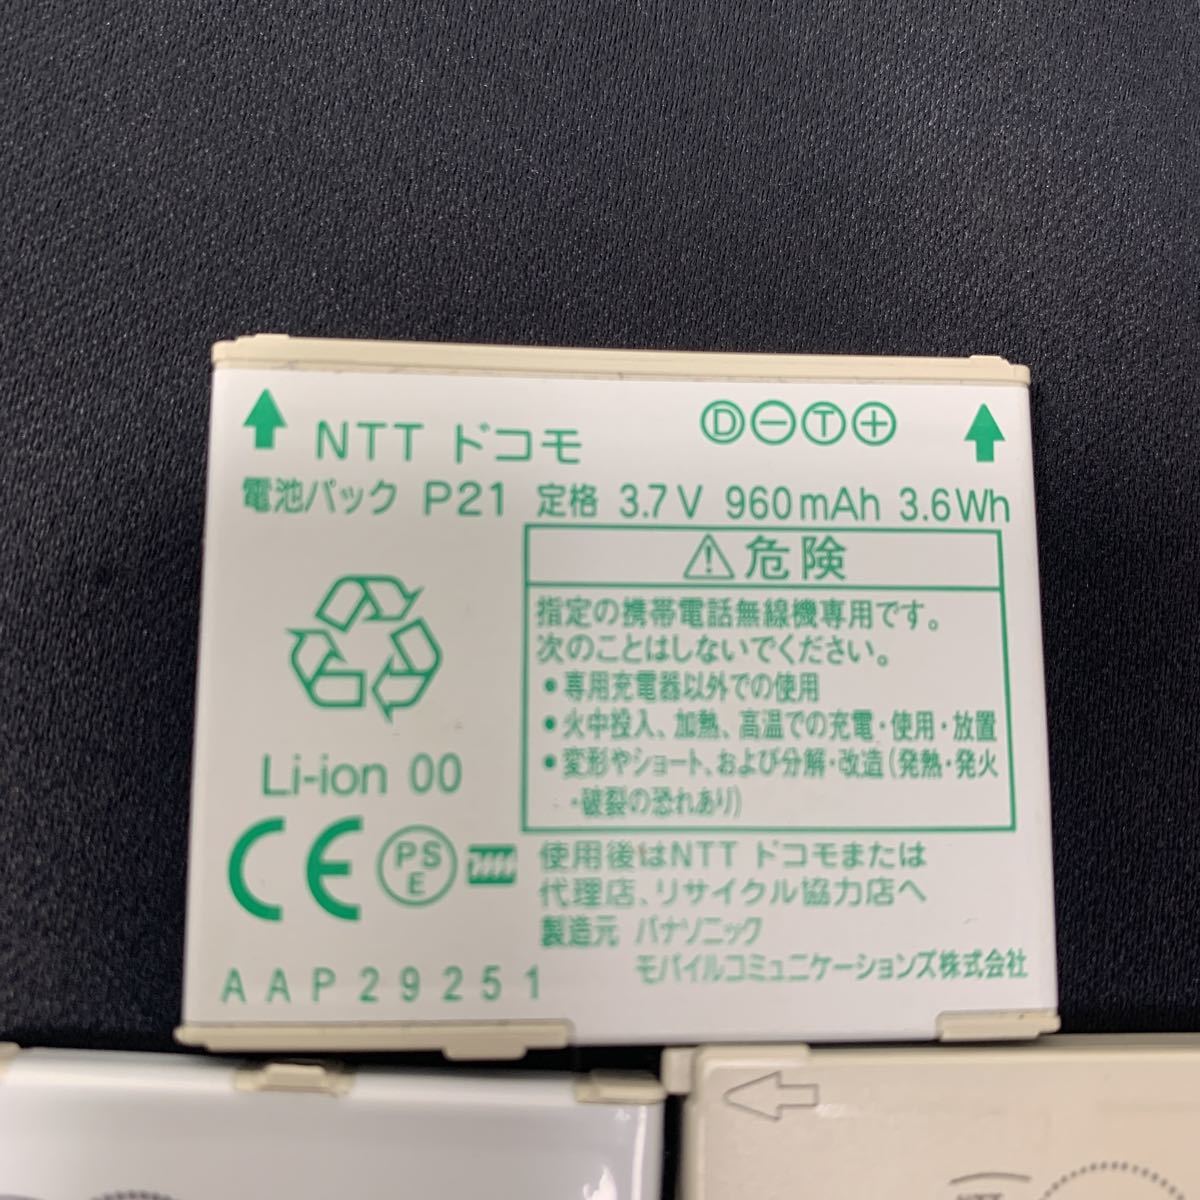 NTT ドコモ D－T＋
電池パック P21 定格 3.7V 960mAh 3.6Wh
⚠危険
指定の携帯電話無線機専用です。
次のことはしないでください。
•専用充電器以外での使用
•火中投入、加熱、高温での充電・使用・放置
•変形やショート、および分解・改造(発熱・発火
・破裂の恐れあり)
Li-ion 00
CE PSE
使用後はNTT ドコモまたは
代理店、リサイクル協力店へ
製造元 パナソニック
モバイルコミュニケーションズ株式会社
AAP29251